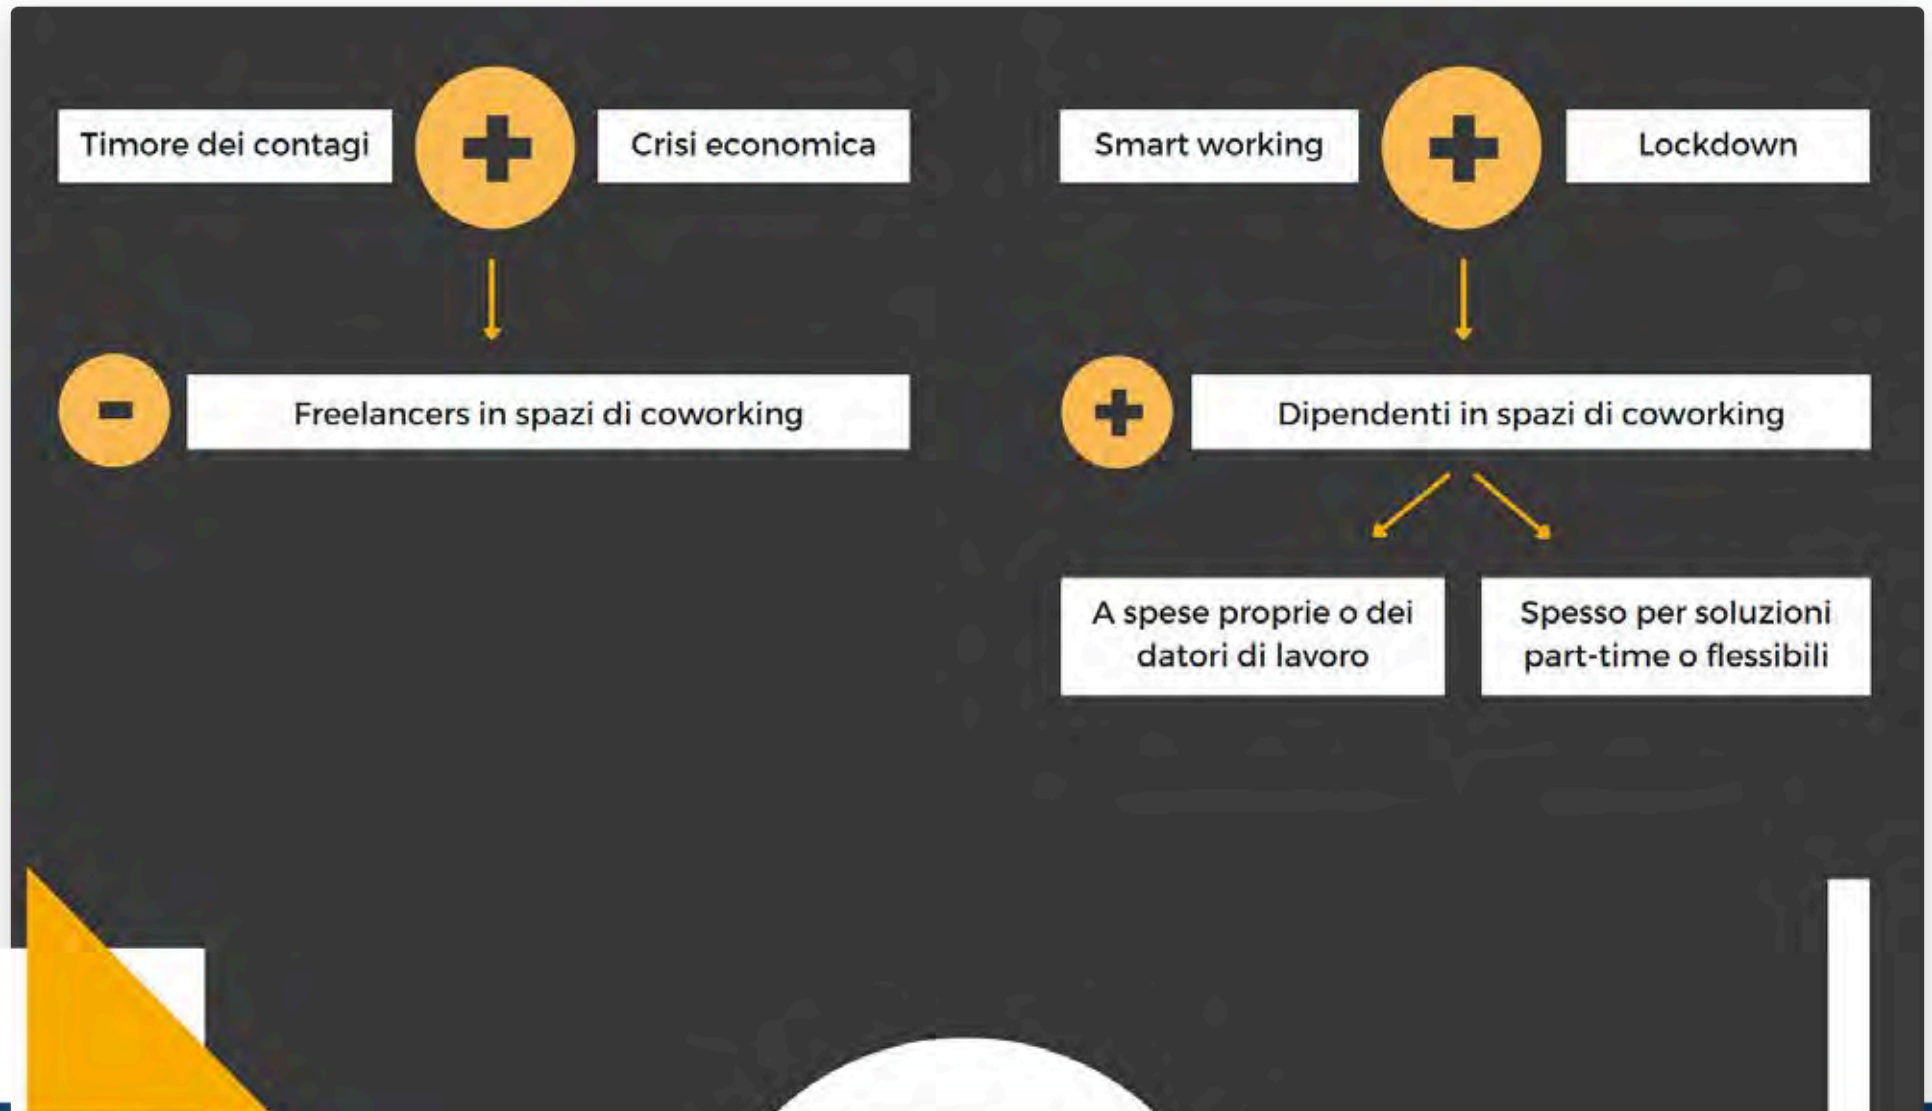 Timore dei contagi
+
Crisi economica
Smart working
+
Lockdown
-
Freelancers in spazi di coworking
+
Dipendenti in spazi di coworking
A spese proprie o dei
datori di lavoro
Spesso per soluzioni
part-time o flessibili